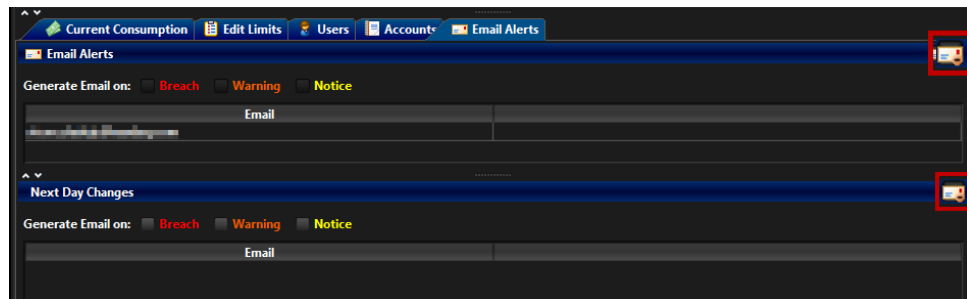 Current Consumption Edit Limits Users Accounts Email Alerts
Email Alerts
Generate Email on: Breach Warning Notice
Email
Next Day Changes
Generate Email on: Breach Warning Notice
Email